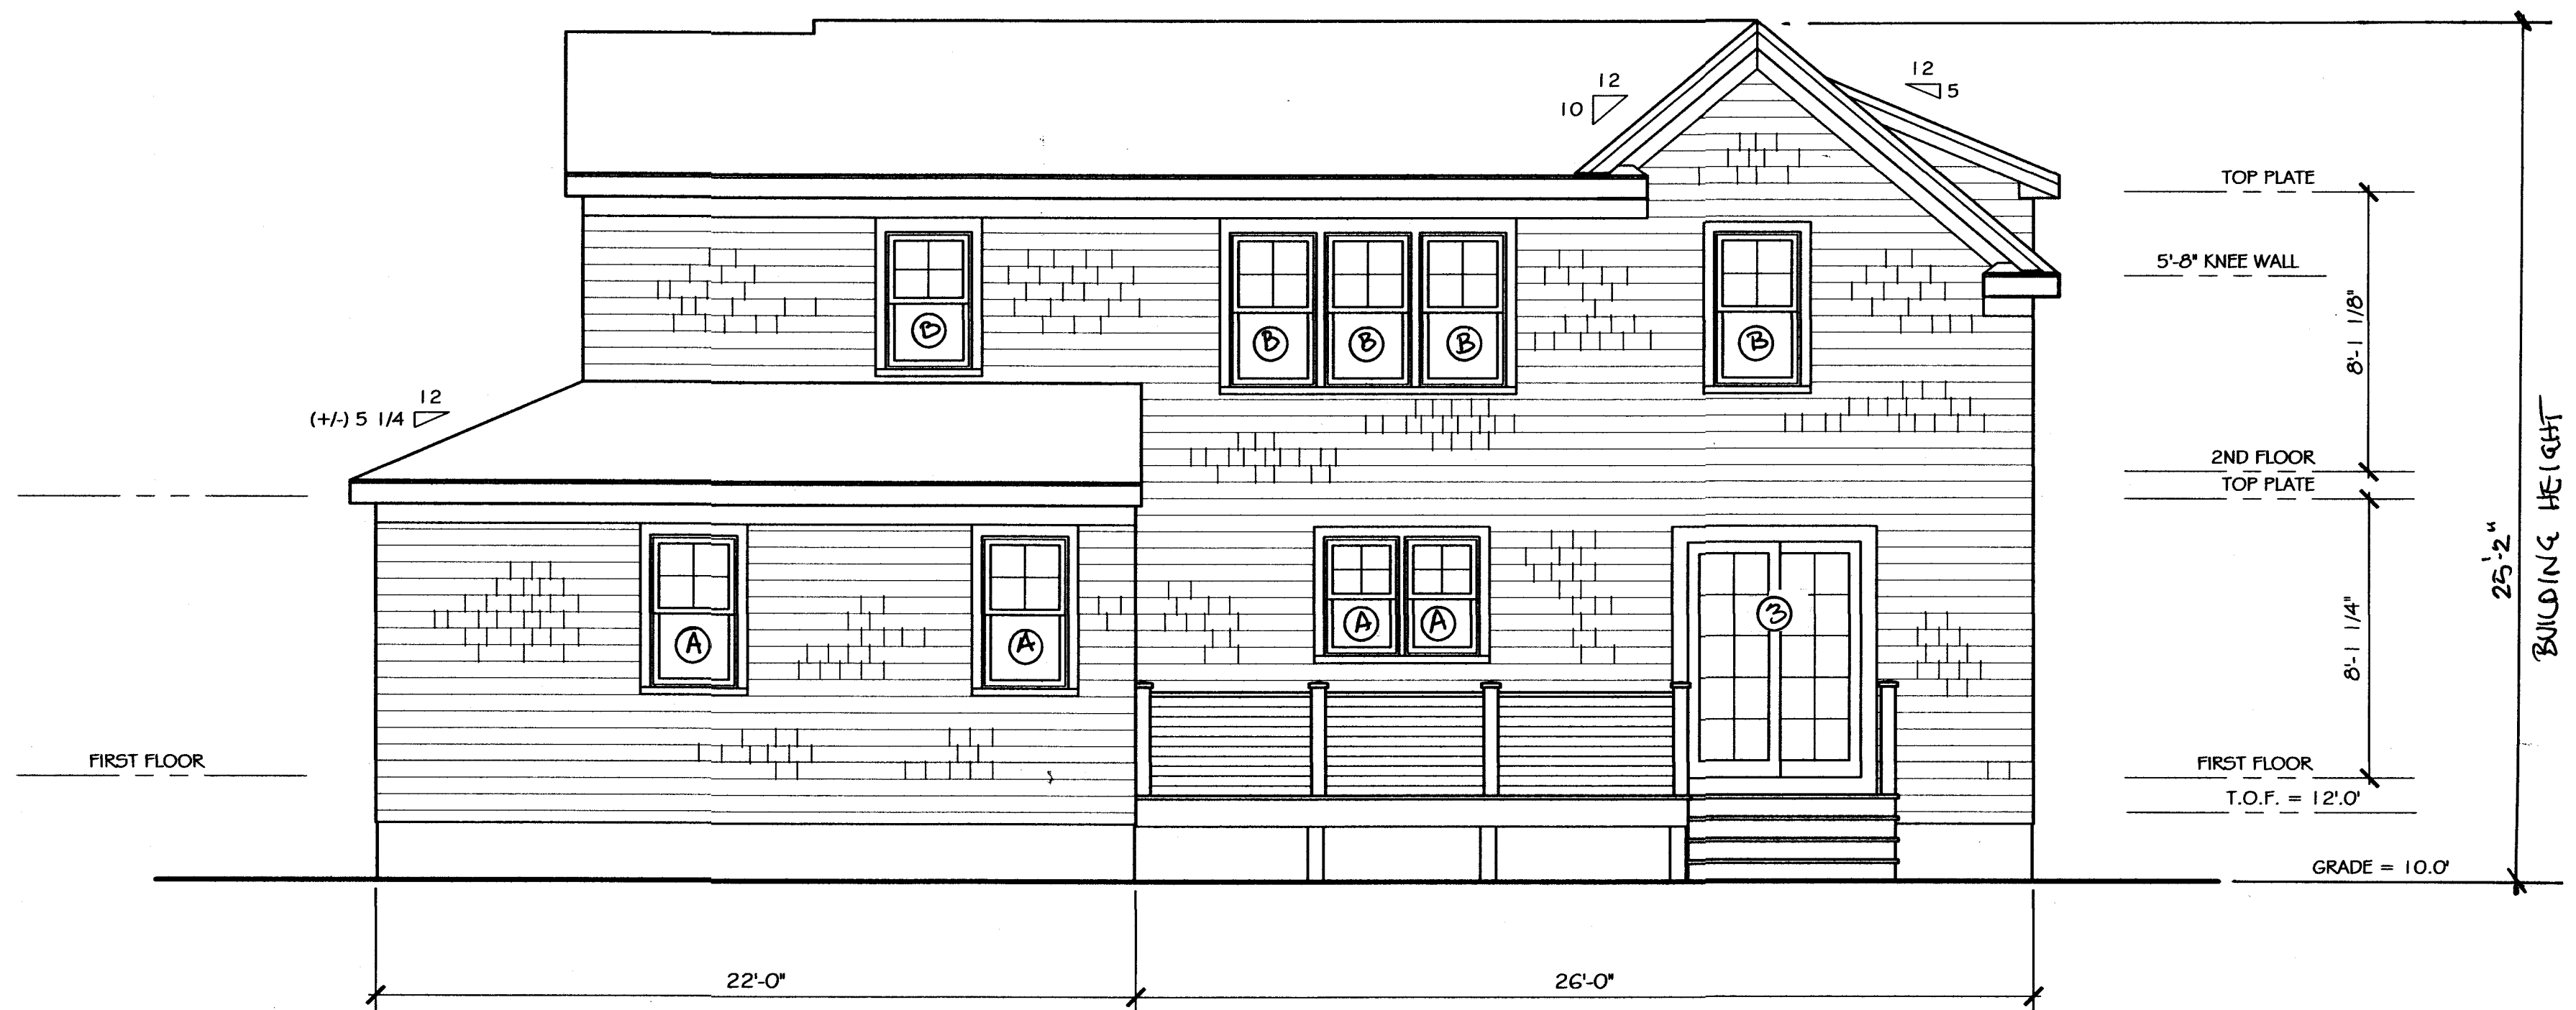 12
10
12
5
TOP PLATE
5'-8" KNEE WALL
8'-1 1/8"
12
(+/-) 5 1/4
B
B
B
B
B
2ND FLOOR
TOP PLATE
A
A
A
A
3
8'-1 1/4"
25'-2"
BUILDING HEIGHT
FIRST FLOOR
FIRST FLOOR
T.O.F. = 12'.0'
GRADE = 10.0'
22'-0"
26'-0"